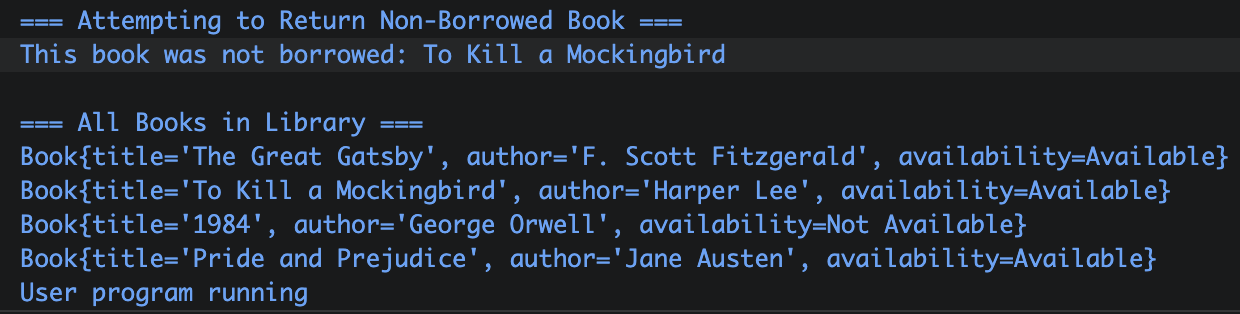 === Attempting to Return Non-Borrowed Book ===
This book was not borrowed: To Kill a Mockingbird
=== All Books in Library ===
Book{title='The Great Gatsby', author='F. Scott Fitzgerald', availability=Available}
Book{title='To Kill a Mockingbird', author='Harper Lee', availability=Available}
Book{title='1984', author='George Orwell', availability=Not Available}
Book{title='Pride and Prejudice', author='Jane Austen', availability=Available}
User program running